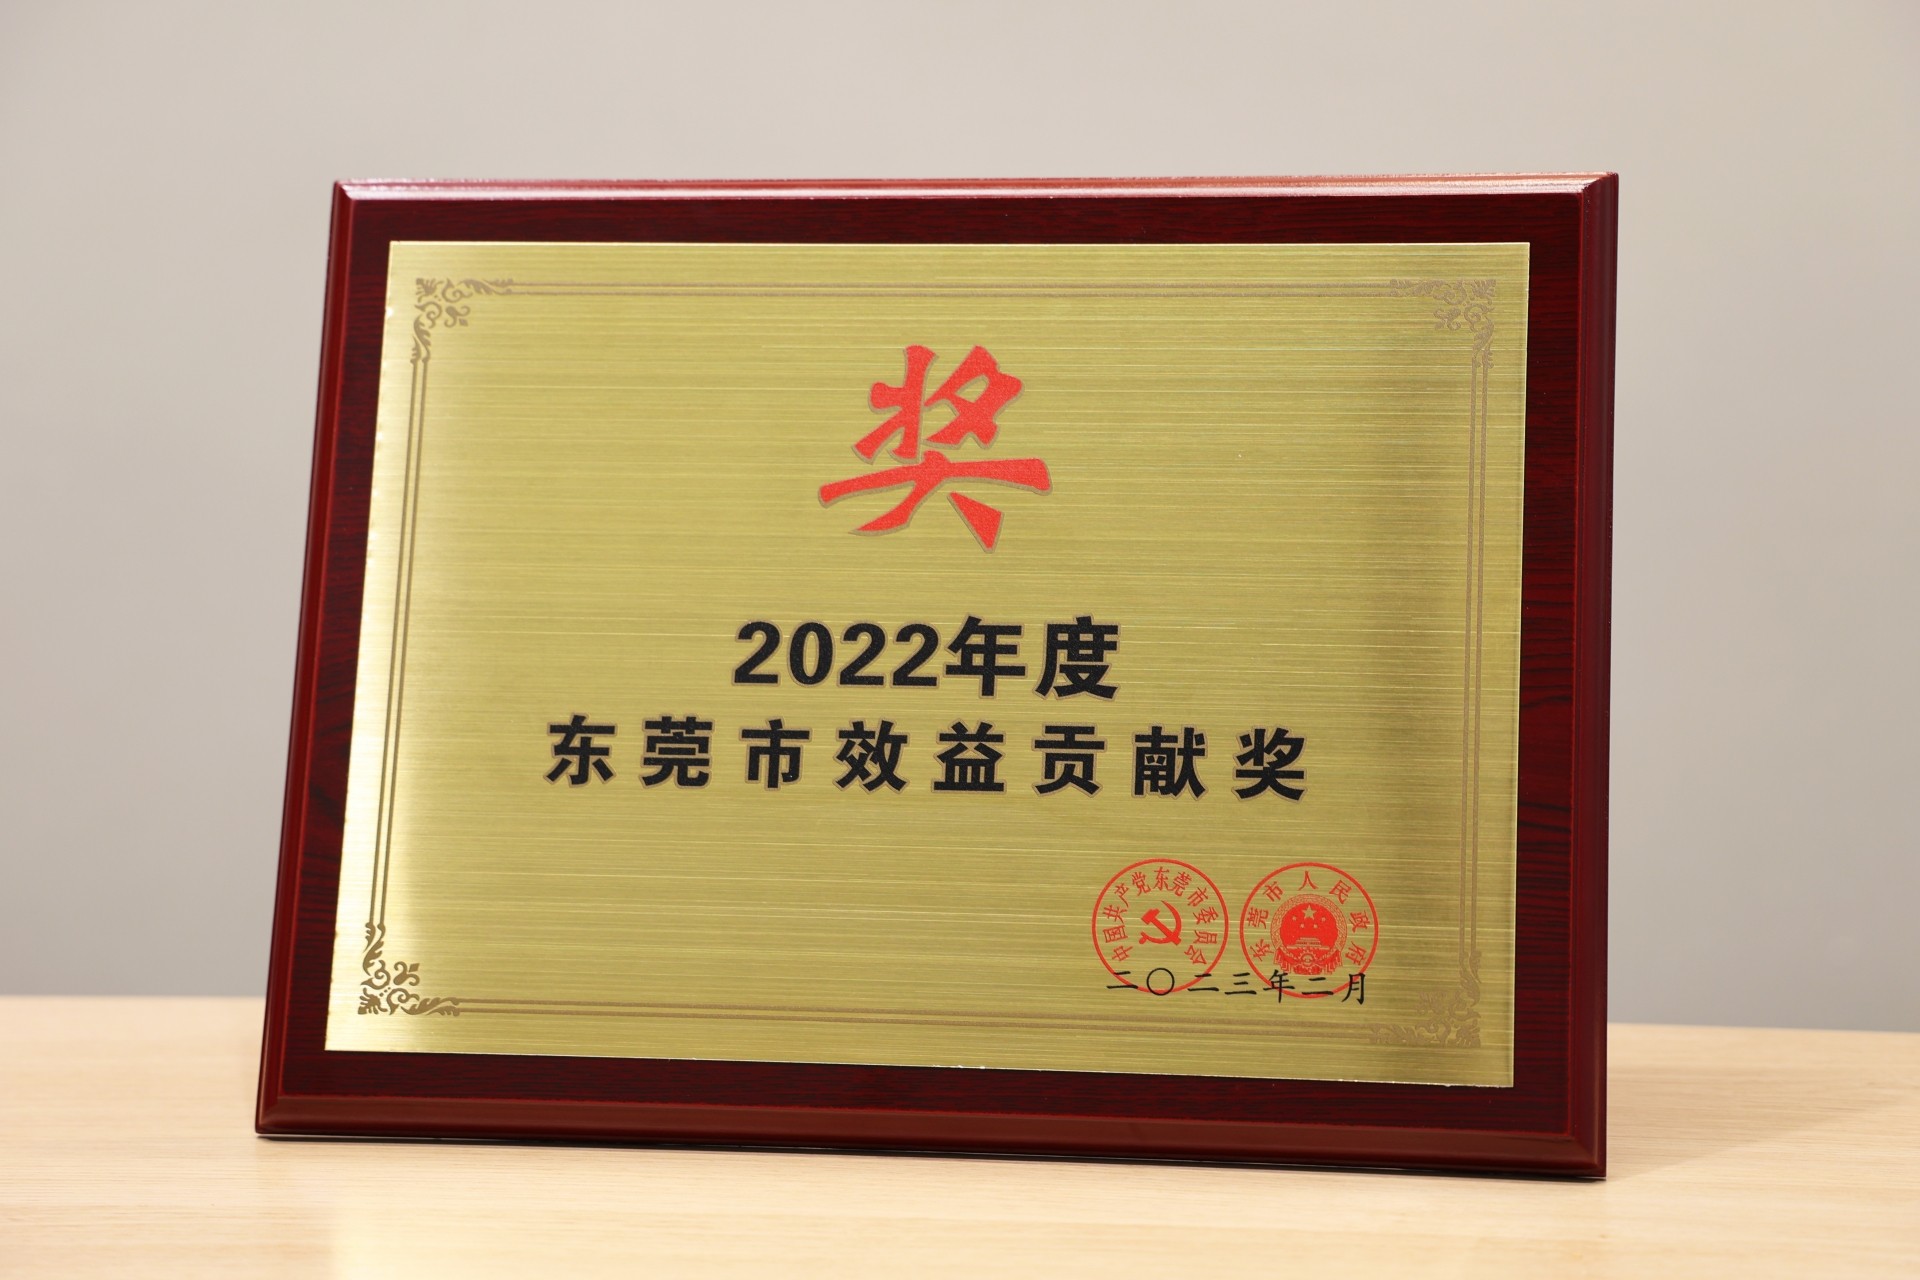 奖
2022年度
东莞市效益贡献奖
中国共产党东莞市委员会
东莞市人民政府
二〇二三年二月